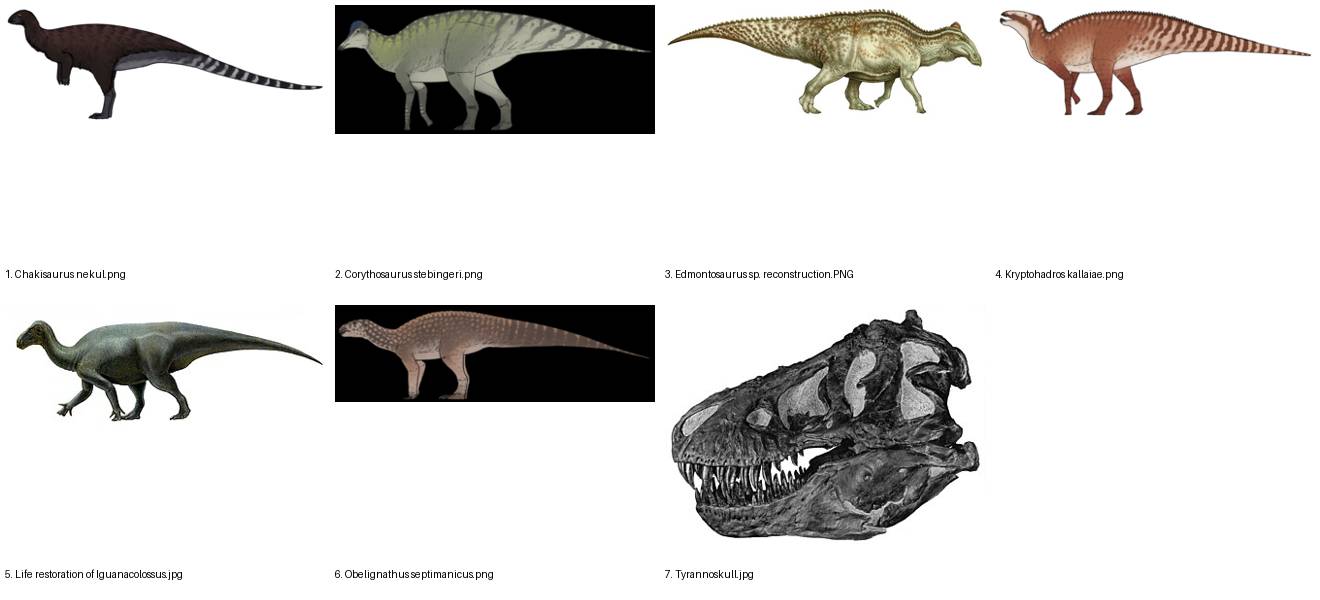 1. Chakisaurus nekul.png
2. Corythosaurus stebingeri.png
3. Edmontosaurus sp. reconstruction.PNG
4. Kryptohadros kallaiae.png
5. Life restoration of Iguanacolossus.jpg
6. Obelignathus septimanicus.png
7. Tyrannoskull.jpg